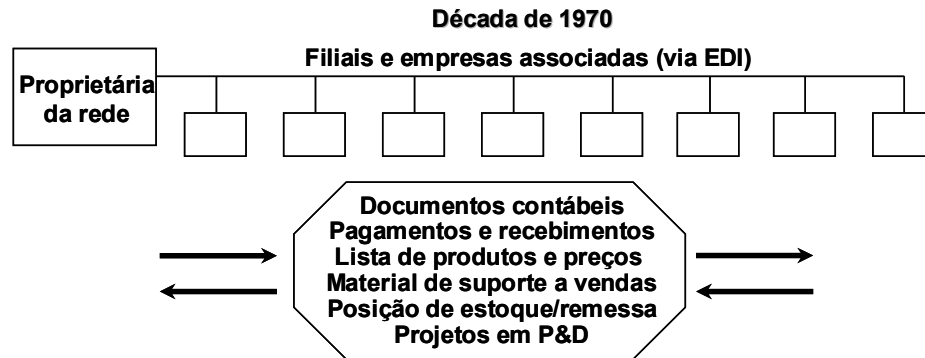 Década de 1970
Filiais e empresas associadas (via EDI)
Proprietária
da rede
Documentos contábeis
Pagamentos e recebimentos
Lista de produtos e preços
Material de suporte a vendas
Posição de estoque/remessa
Projetos em P&D